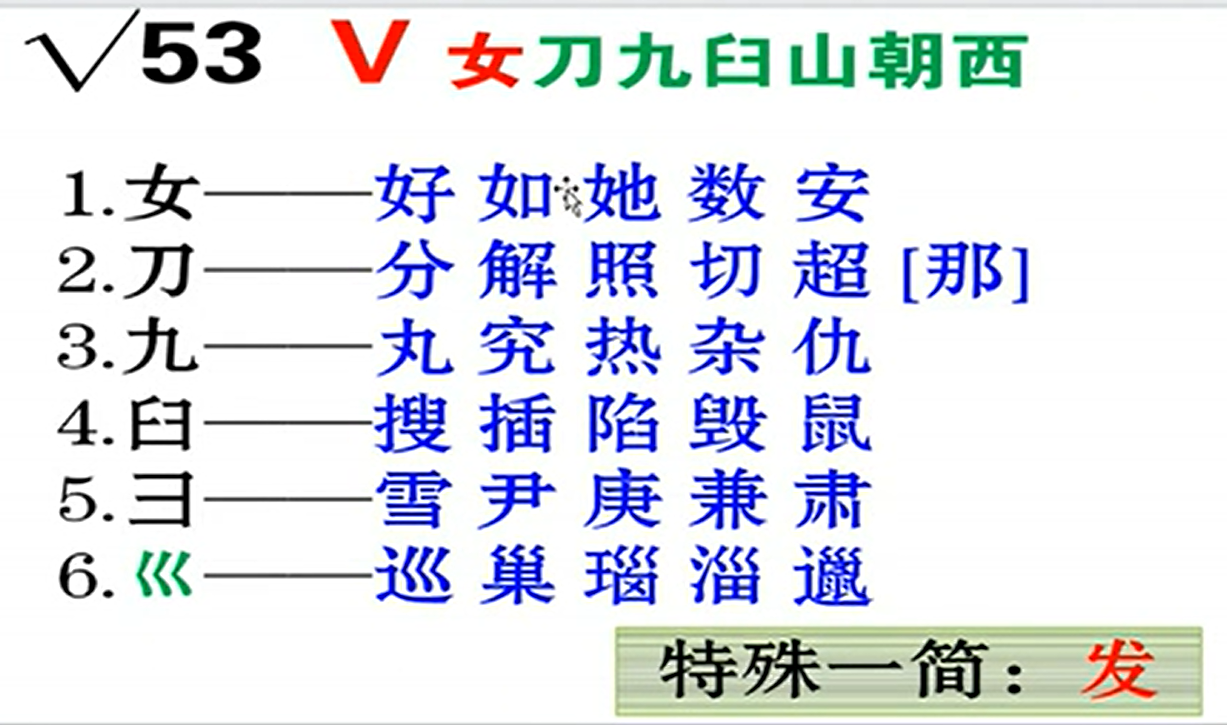 √53 V 女刀九臼山朝西
1.女——好 如 她 数 安
2.刀——分 解 照 切 超 [那]
3.九——丸 究 热 杂 仇
4.臼——搜 插 陷 毁 鼠
5.彐——雪 尹 庚 兼 肃
6.巛——巡 巢 瑙 淄 邋
特殊一简：发